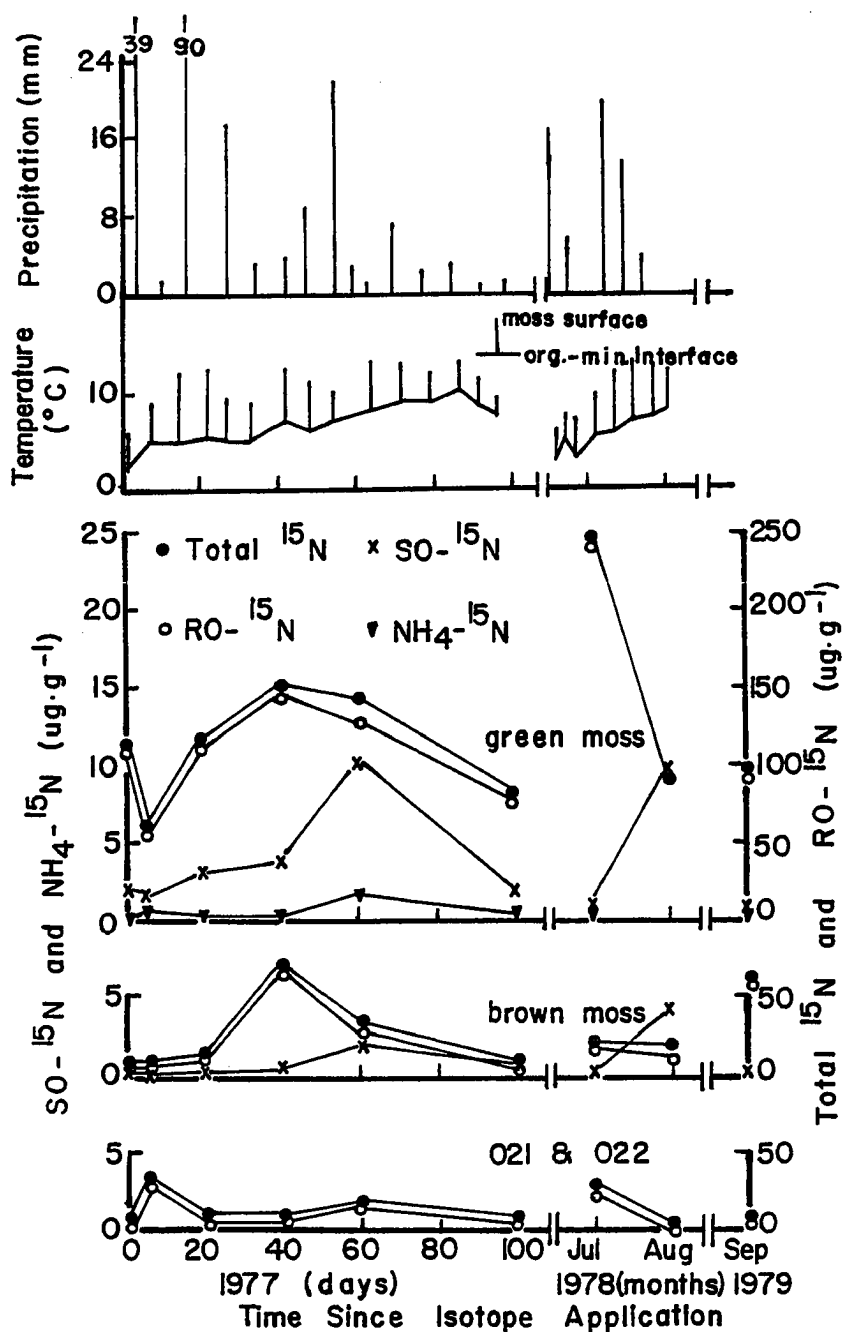 39 90
Precipitation (mm)
24
16
8
0
moss surface
org.-min. Interface
Temperature
(°C)
10
0
● Total ¹⁵N x SO-¹⁵N
○ RO-¹⁵N ▼ NH₄-¹⁵N
SO-¹⁵N and NH₄-¹⁵N (ug·g⁻¹)
25
20
15
10
5
0
green moss
250
200
150
100
50
0
Total ¹⁵N and RO-¹⁵N (ug·g⁻¹)
5
0
brown moss
50
0
5
0
O21 & O22
50
0
0 20 40 60 80 100 Jul Aug Sep
1977 (days) 1978(months) 1979
Time Since Isotope Application